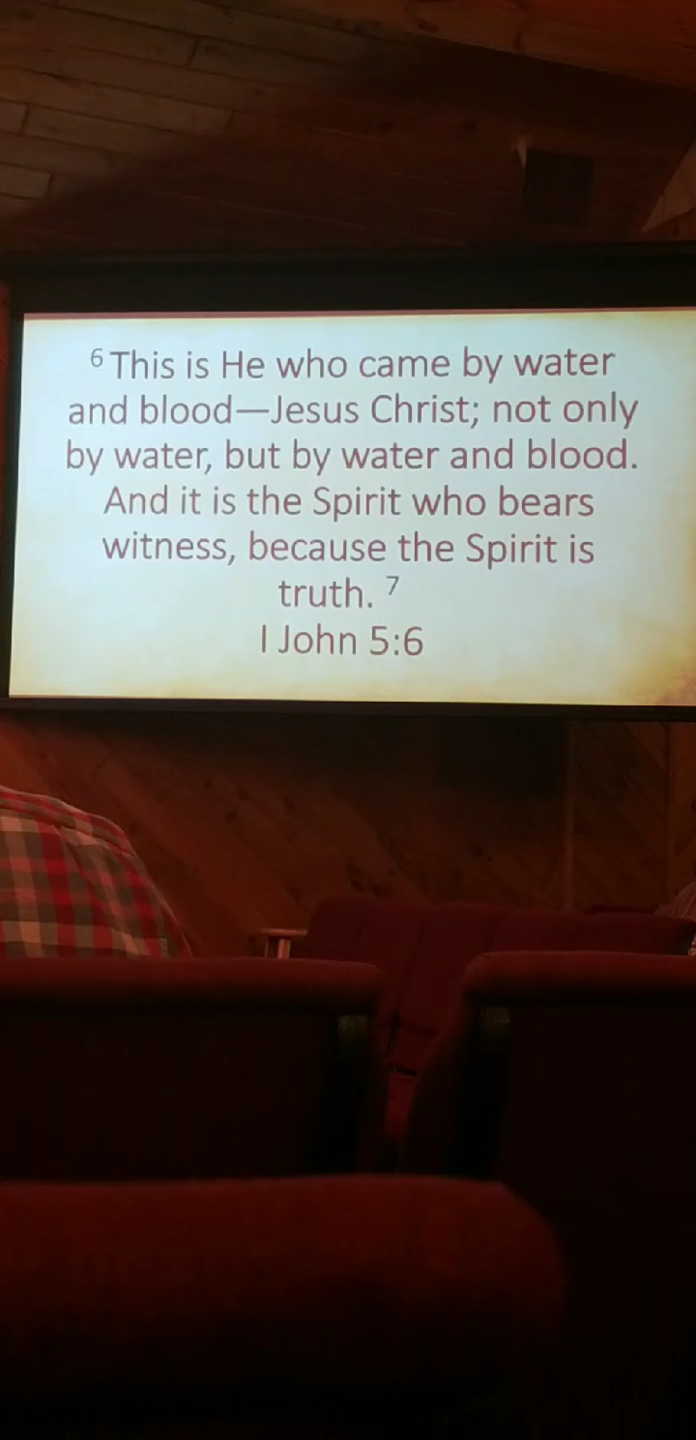 6 This is He who came by water
and blood—Jesus Christ; not only
by water, but by water and blood.
And it is the Spirit who bears
witness, because the Spirit is
truth. 7
I John 5:6